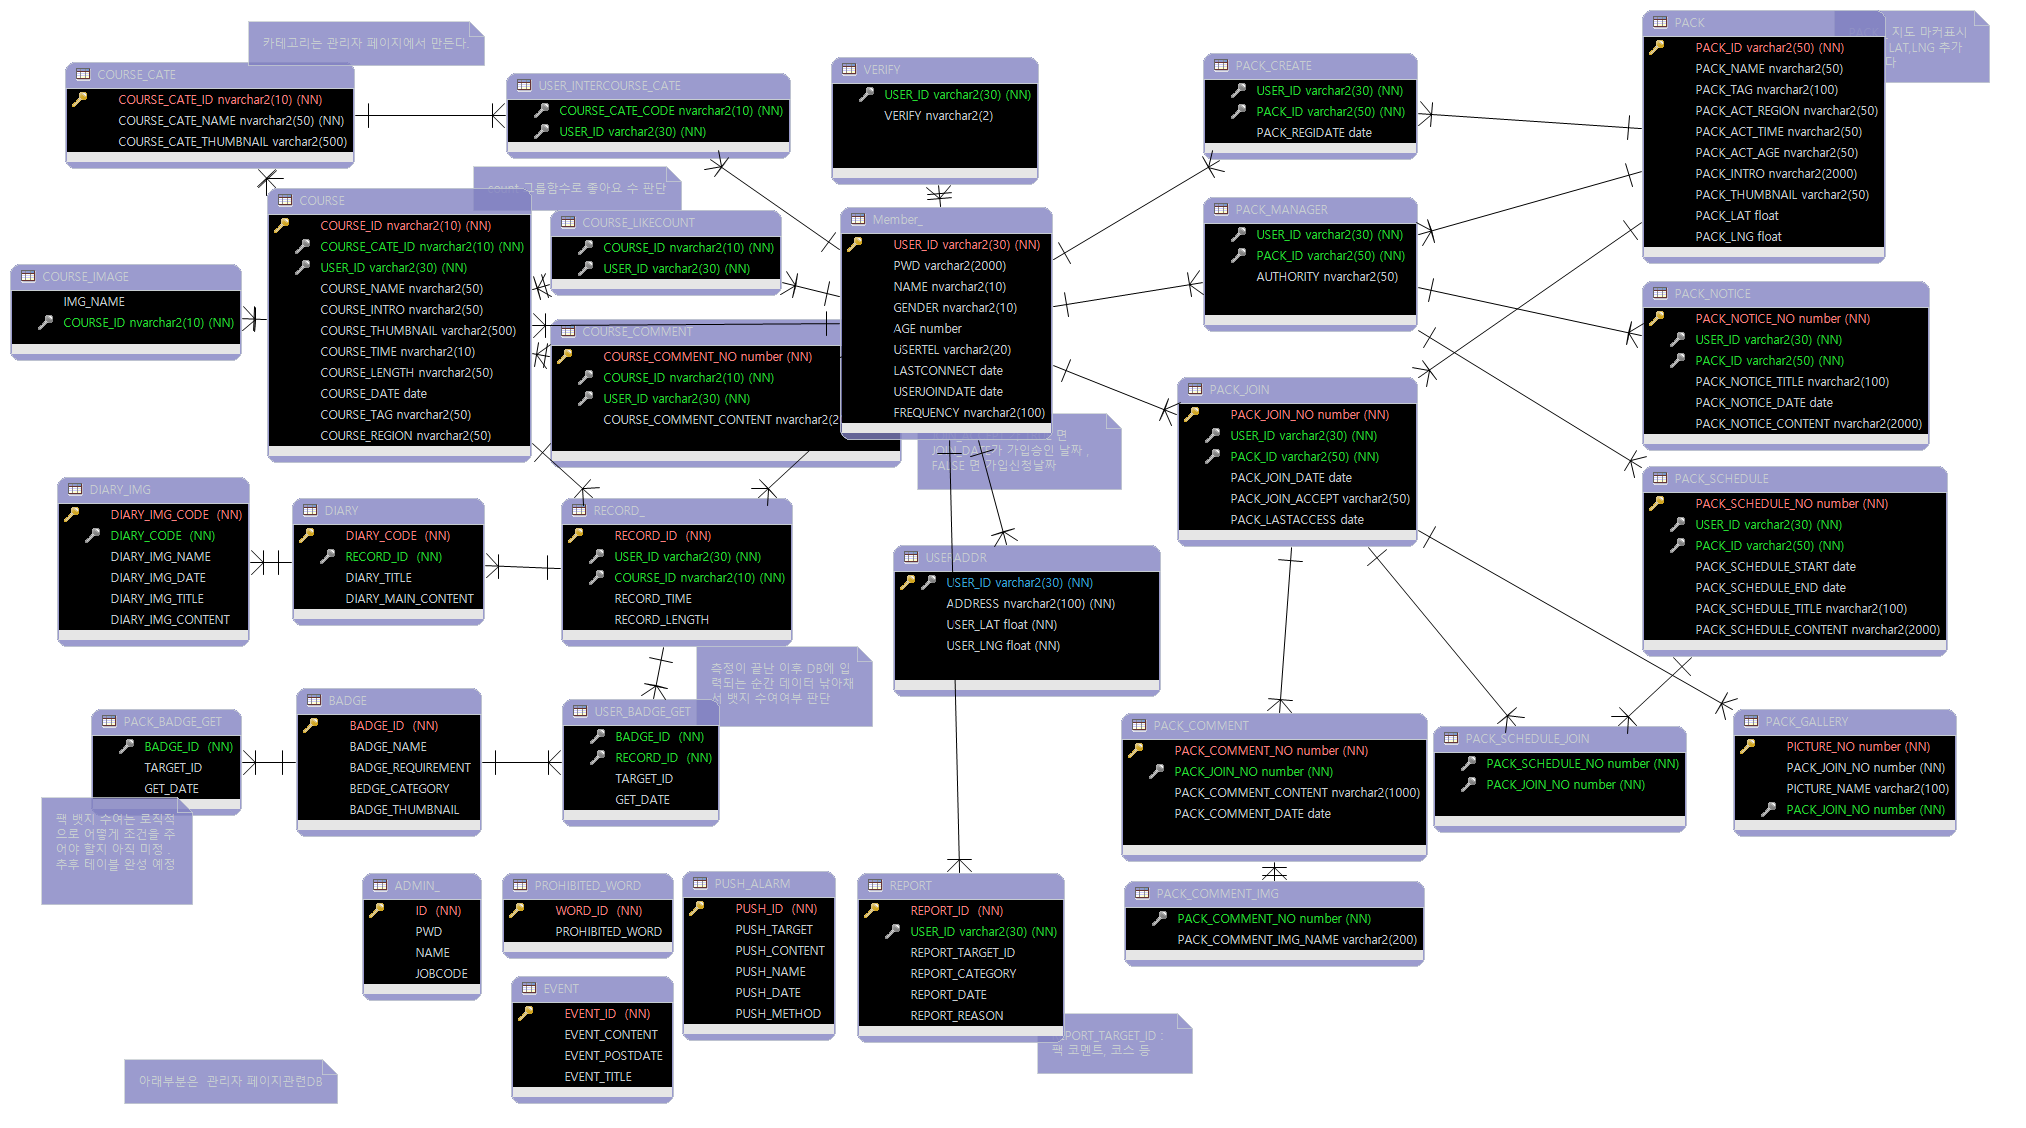 카테고리는 관리자 페이지에서 만든다.
COURSE_CATE
COURSE_CATE_ID nvarchar2(10) (NN)
COURSE_CATE_NAME nvarchar2(50) (NN)
COURSE_CATE_THUMBNAIL varchar2(500)
USER_INTERCOURSE_CATE
COURSE_CATE_CODE nvarchar2(10) (NN)
USER_ID varchar2(30) (NN)
VERIFY
USER_ID varchar2(30) (NN)
VERIFY nvarchar2(2)
PACK_CREATE
USER_ID varchar2(30) (NN)
PACK_ID varchar2(50) (NN)
PACK_REGIDATE date
PACK
PACK_ID varchar2(50) (NN)
PACK_NAME nvarchar2(50)
PACK_TAG nvarchar2(100)
PACK_ACT_REGION nvarchar2(50)
PACK_ACT_TIME nvarchar2(50)
PACK_ACT_AGE nvarchar2(50)
PACK_INTRO nvarchar2(2000)
PACK_THUMBNAIL varchar2(50)
PACK_LAT float
PACK_LNG float
지도 마커표시
LAT,LNG 추가
다
count 그룹함수로 좋아요 수 판단
COURSE
COURSE_ID nvarchar2(10) (NN)
COURSE_CATE_ID nvarchar2(10) (NN)
USER_ID varchar2(30) (NN)
COURSE_NAME nvarchar2(50)
COURSE_INTRO nvarchar2(50)
COURSE_THUMBNAIL varchar2(500)
COURSE_TIME nvarchar2(10)
COURSE_LENGTH nvarchar2(50)
COURSE_DATE date
COURSE_TAG nvarchar2(50)
COURSE_REGION nvarchar2(50)
COURSE_LIKECOUNT
COURSE_ID nvarchar2(10) (NN)
USER_ID varchar2(30) (NN)
Member_
USER_ID varchar2(30) (NN)
PWD varchar2(2000)
NAME nvarchar2(10)
GENDER nvarchar2(10)
AGE number
USERTEL varchar2(20)
LASTCONNECT date
USERJOINDATE date
FREQUENCY nvarchar2(100)
PACK_MANAGER
USER_ID varchar2(30) (NN)
PACK_ID varchar2(50) (NN)
AUTHORITY nvarchar2(50)
COURSE_IMAGE
IMG_NAME
COURSE_ID nvarchar2(10) (NN)
COURSE_COMMENT
COURSE_COMMENT_NO number (NN)
COURSE_ID nvarchar2(10) (NN)
USER_ID varchar2(30) (NN)
COURSE_COMMENT_CONTENT nvarchar2(2
PACK_NOTICE
PACK_NOTICE_NO number (NN)
USER_ID varchar2(30) (NN)
PACK_ID varchar2(50) (NN)
PACK_NOTICE_TITLE nvarchar2(100)
PACK_NOTICE_DATE date
PACK_NOTICE_CONTENT nvarchar2(2000)
PACK_JOIN
PACK_JOIN_NO number (NN)
USER_ID varchar2(30) (NN)
PACK_ID varchar2(50) (NN)
PACK_JOIN_DATE date
PACK_JOIN_ACCEPT varchar2(50)
PACK_LASTACCESS date
면
JOIN_DATE가 가입승인 날짜 ,
FALSE 면 가입신청날짜
PACK_SCHEDULE
PACK_SCHEDULE_NO number (NN)
USER_ID varchar2(30) (NN)
PACK_ID varchar2(50) (NN)
PACK_SCHEDULE_START date
PACK_SCHEDULE_END date
PACK_SCHEDULE_TITLE nvarchar2(100)
PACK_SCHEDULE_CONTENT nvarchar2(2000)
DIARY_IMG
DIARY_IMG_CODE (NN)
DIARY_CODE (NN)
DIARY_IMG_NAME
DIARY_IMG_DATE
DIARY_IMG_TITLE
DIARY_IMG_CONTENT
DIARY
DIARY_CODE (NN)
RECORD_ID (NN)
DIARY_TITLE
DIARY_MAIN_CONTENT
RECORD_
RECORD_ID (NN)
USER_ID varchar2(30) (NN)
COURSE_ID nvarchar2(10) (NN)
RECORD_TIME
RECORD_LENGTH
USERADDR
USER_ID varchar2(30) (NN)
ADDRESS nvarchar2(100) (NN)
USER_LAT float (NN)
USER_LNG float (NN)
측정이 끝난 이후 DB에 입
력되는 순간 데이터 낚아채
서 뱃지 수여여부 판단
PACK_BADGE_GET
BADGE_ID (NN)
TARGET_ID
GET_DATE
BADGE
BADGE_ID (NN)
BADGE_NAME
BADGE_REQUIREMENT
BEDGE_CATEGORY
BADGE_THUMBNAIL
USER_BADGE_GET
BADGE_ID (NN)
RECORD_ID (NN)
TARGET_ID
GET_DATE
PACK_COMMENT
PACK_COMMENT_NO number (NN)
PACK_JOIN_NO number (NN)
PACK_COMMENT_CONTENT nvarchar2(1000)
PACK_COMMENT_DATE date
PACK_SCHEDULE_JOIN
PACK_SCHEDULE_NO number (NN)
PACK_JOIN_NO number (NN)
PACK_GALLERY
PICTURE_NO number (NN)
PACK_JOIN_NO number (NN)
PICTURE_NAME varchar2(100)
PACK_JOIN_NO number (NN)
팩 뱃지 수여는 로직적
으로 어떻게 조건을 주
어야 할지 아직 미정 .
추후 테이블 완성 예정
ADMIN_
ID (NN)
PWD
NAME
JOBCODE
PROHIBITED_WORD
WORD_ID (NN)
PROHIBITED_WORD
PUSH_ALARM
PUSH_ID (NN)
PUSH_TARGET
PUSH_CONTENT
PUSH_NAME
PUSH_DATE
PUSH_METHOD
REPORT
REPORT_ID (NN)
USER_ID varchar2(30) (NN)
REPORT_TARGET_ID
REPORT_CATEGORY
REPORT_DATE
REPORT_REASON
PACK_COMMENT_IMG
PACK_COMMENT_NO number (NN)
PACK_COMMENT_IMG_NAME varchar2(200)
EVENT
EVENT_ID (NN)
EVENT_CONTENT
EVENT_POSTDATE
EVENT_TITLE
EPORT_TARGET_ID :
팩 코멘트, 코스 등
아래부분은 관리자 페이지관련DB